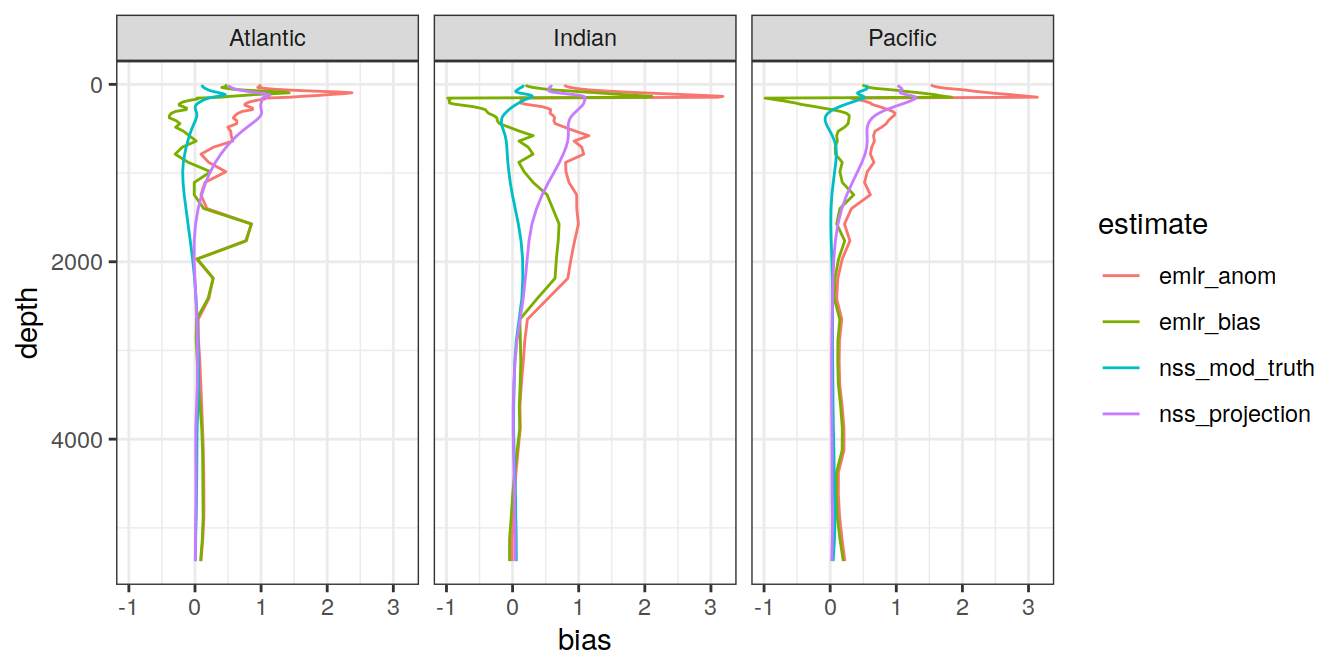 Atlantic Indian Pacific
0
2000
4000
depth
-1 0 1 2 3 -1 0 1 2 3 -1 0 1 2 3
bias
estimate
emlr_anom
emlr_bias
nss_mod_truth
nss_projection